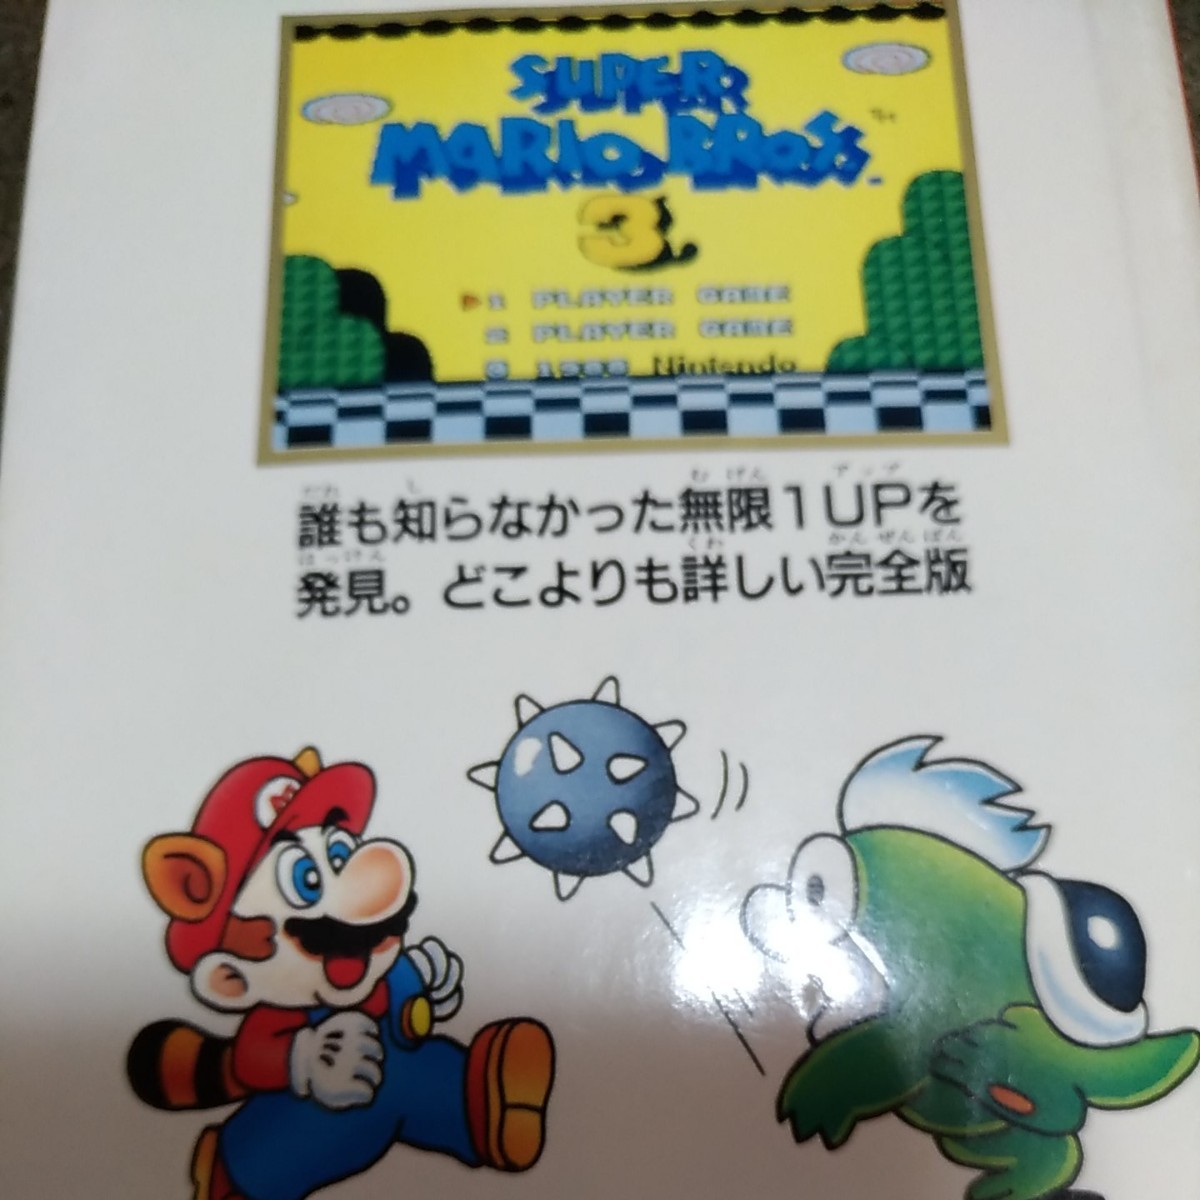 SUPER
MARIO BROS.
3
1 PLAYER GAME
2 PLAYER GAME
© 1988 Nintendo
誰も知らなかった無限1UPを
発見。どこよりも詳しい完全版
M